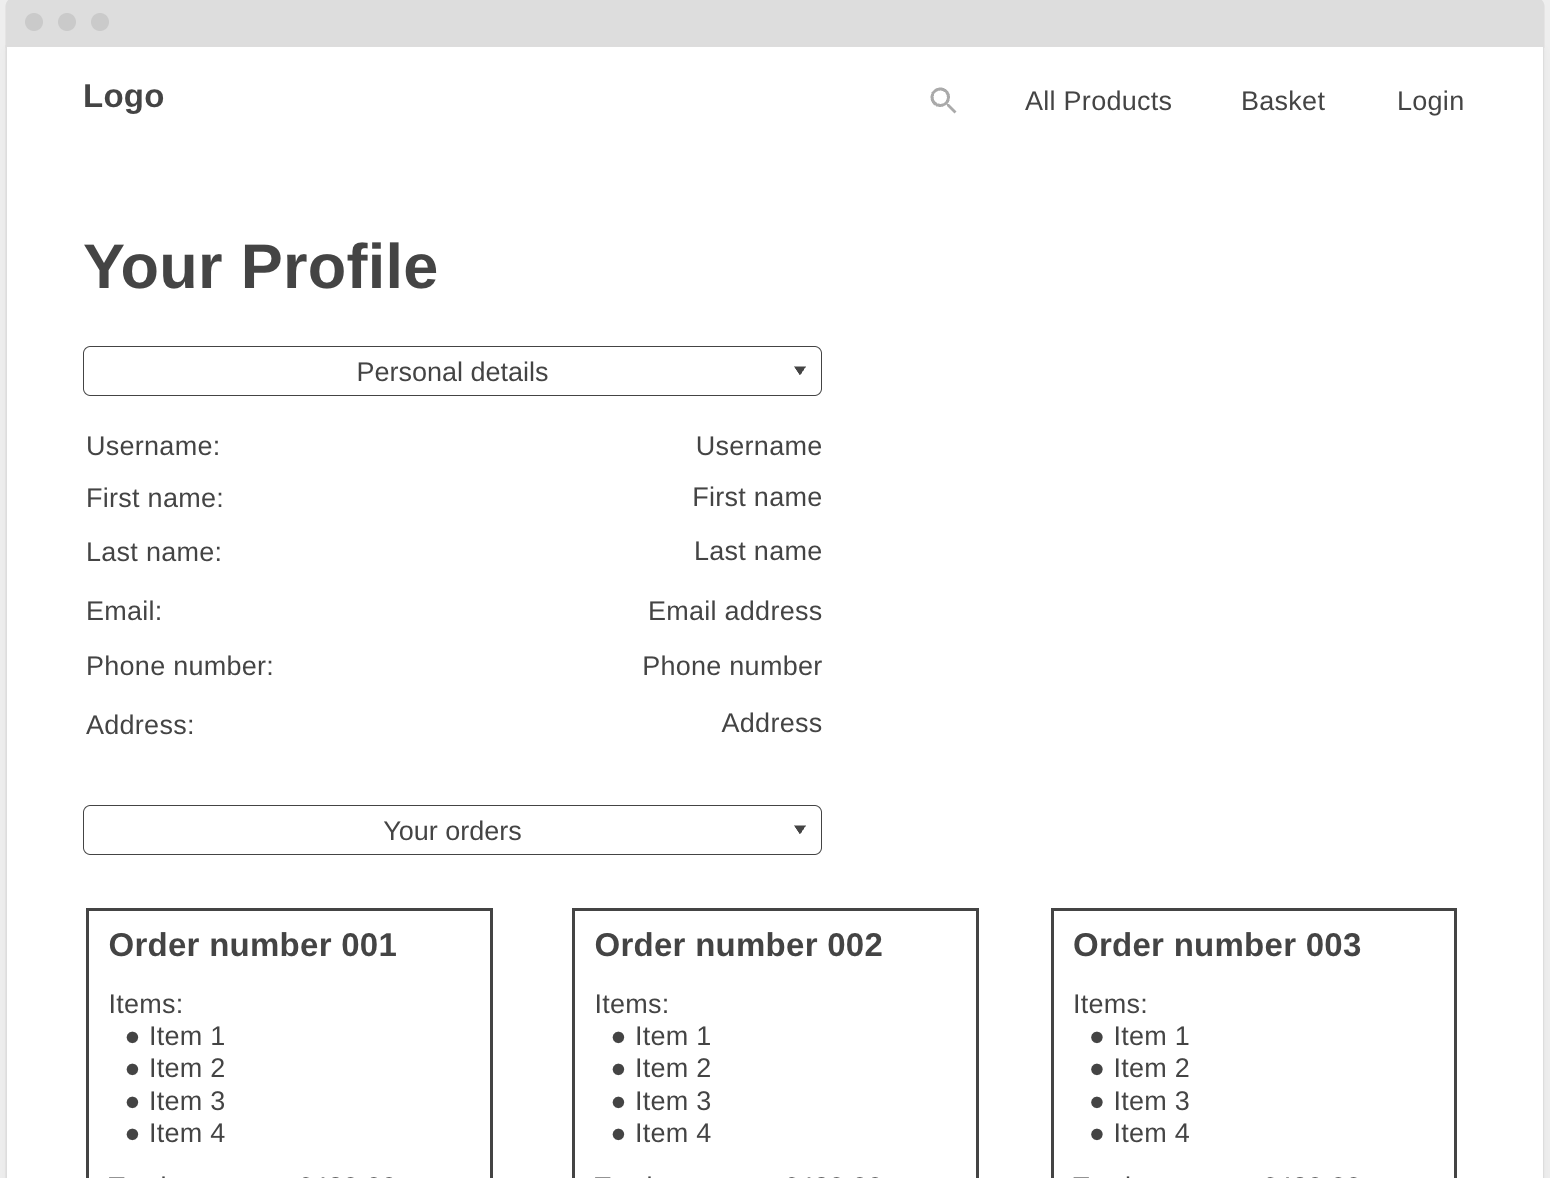 Logo
All Products Basket Login
Your Profile
Personal details
Username: Username
First name: First name
Last name: Last name
Email: Email address
Phone number: Phone number
Address: Address
Your orders
Order number 001
Items:
● Item 1
● Item 2
● Item 3
● Item 4
Order number 002
Items:
● Item 1
● Item 2
● Item 3
● Item 4
Order number 003
Items:
● Item 1
● Item 2
● Item 3
● Item 4